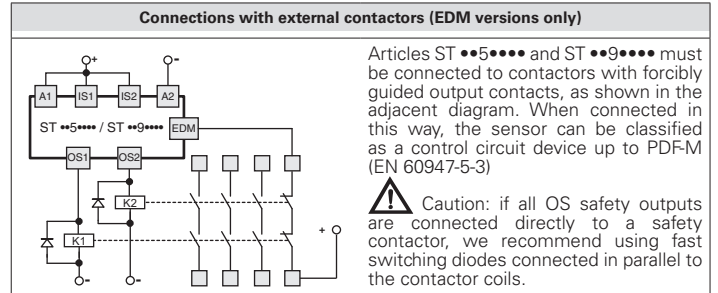 Connections with external contactors (EDM versions only)
+
-
A1 IS1 IS2 A2
ST ••5•••• / ST ••9••••
EDM
OS1 OS2
K2
K1
+
- -
Articles ST ••5•••• and ST ••9•••• must
be connected to contactors with forcibly
guided output contacts, as shown in the
adjacent diagram. When connected in
this way, the sensor can be classified
as a control circuit device up to PDF-M
(EN 60947-5-3)
Caution: if all OS safety outputs
are connected directly to a safety
contactor, we recommend using fast
switching diodes connected in parallel to
the contactor coils.